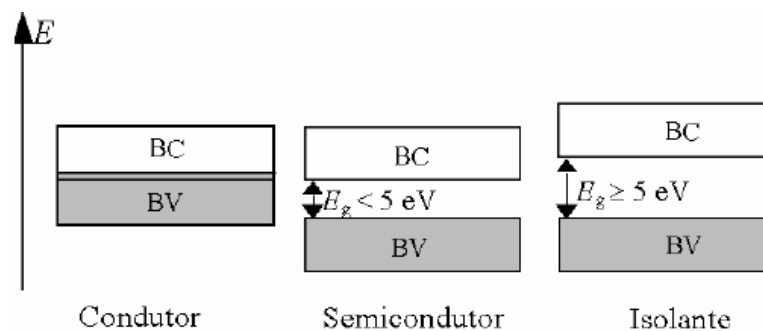 E
BC
BV
BC
E_g < 5 eV
BV
BC
E_g ≥ 5 eV
BV
Condutor
Semicondutor
Isolante